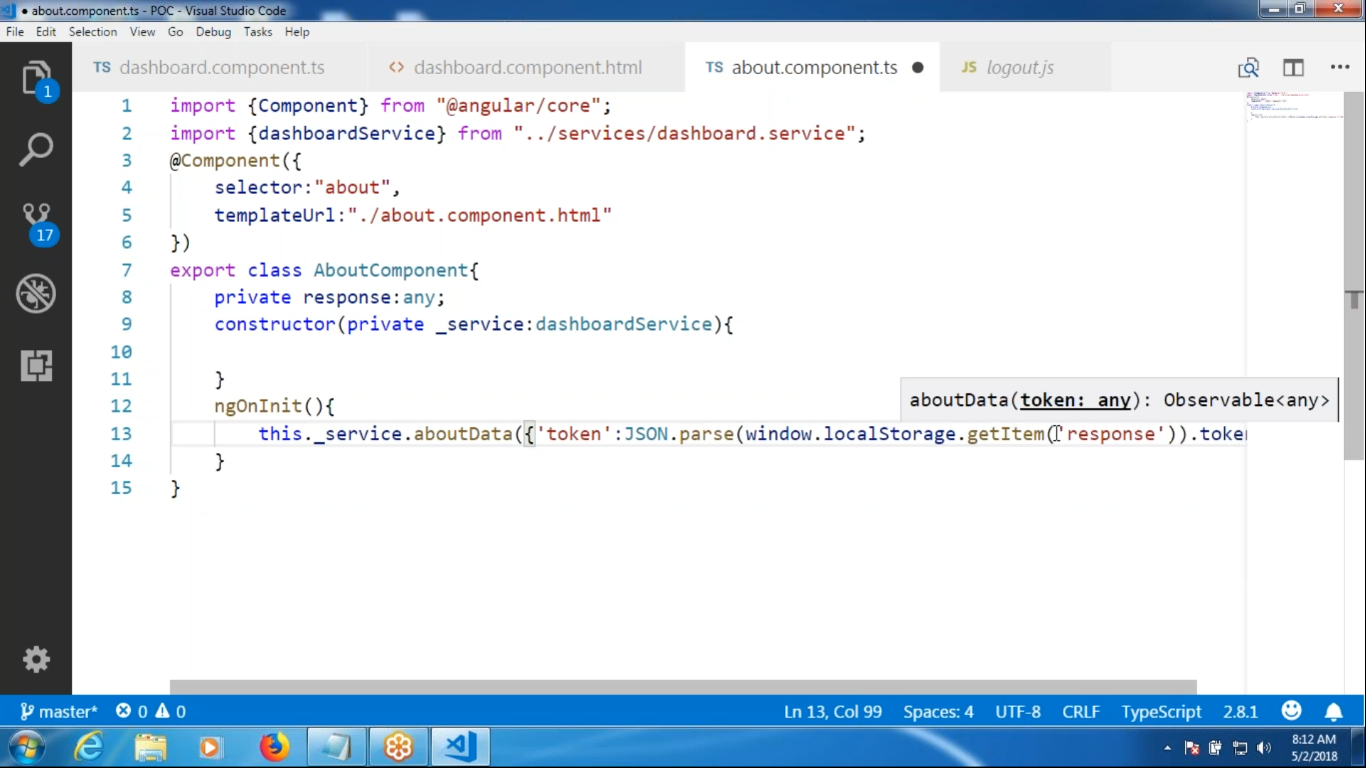 about.component.ts - POC - Visual Studio Code
File Edit Selection View Go Debug Tasks Help
TS dashboard.component.ts <> dashboard.component.html TS about.component.ts ● JS logout.js
1 import {Component} from "@angular/core";
2 import {dashboardService} from "../services/dashboard.service";
3 @Component({
4 selector:"about",
5 templateUrl:"./about.component.html"
6 })
7 export class AboutComponent{
8 private response:any;
9 constructor(private _service:dashboardService){
10
11 }
aboutData(token: any): Observable<any>
12 ngOnInit(){
13 this._service.aboutData({'token':JSON.parse(window.localStorage.getItem('response')).token
14 }
15 }
1
17
master* 0 0 Ln 13, Col 99 Spaces: 4 UTF-8 CRLF TypeScript 2.8.1
8:12 AM
5/2/2018